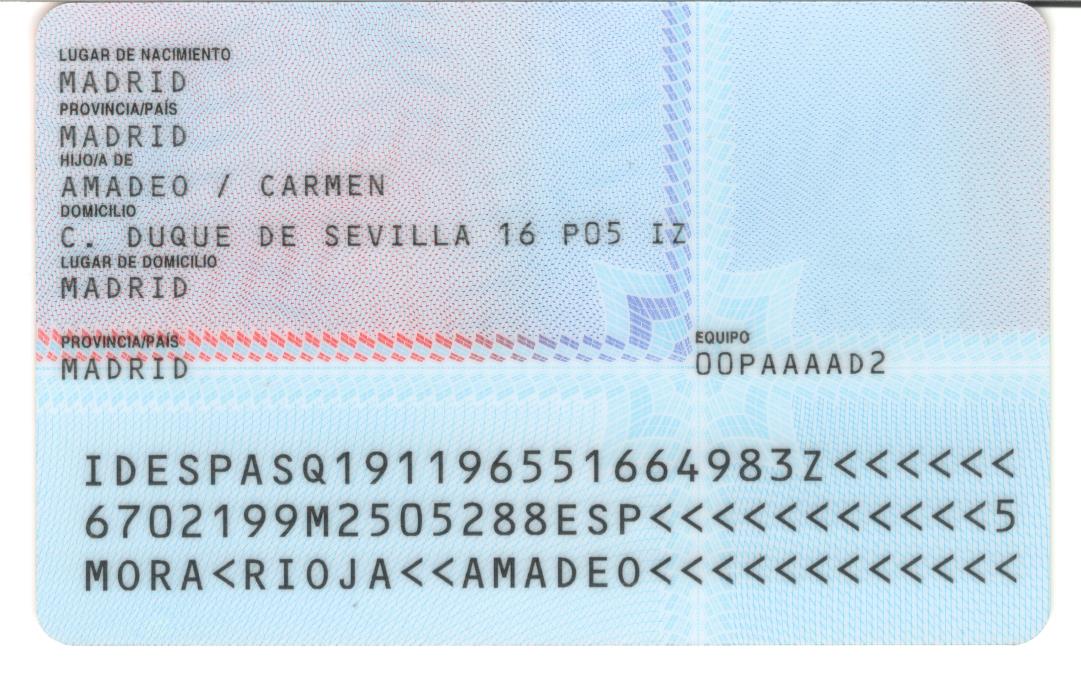 LUGAR DE NACIMIENTO
MADRID
PROVINCIA/PAÍS
MADRID
HIJO/A DE
AMADEO / CARMEN
DOMICILIO
C. DUQUE DE SEVILLA 16 P05 IZ
LUGAR DE DOMICILIO
MADRID
PROVINCIA/PAÍS
MADRID
EQUIPO
00PAAAAD2
IDESPASQ191196551664983Z<<<<<<
6702199M2505288ESP<<<<<<<<<<<5
MORA<RIOJA<<AMADEO<<<<<<<<<<<<